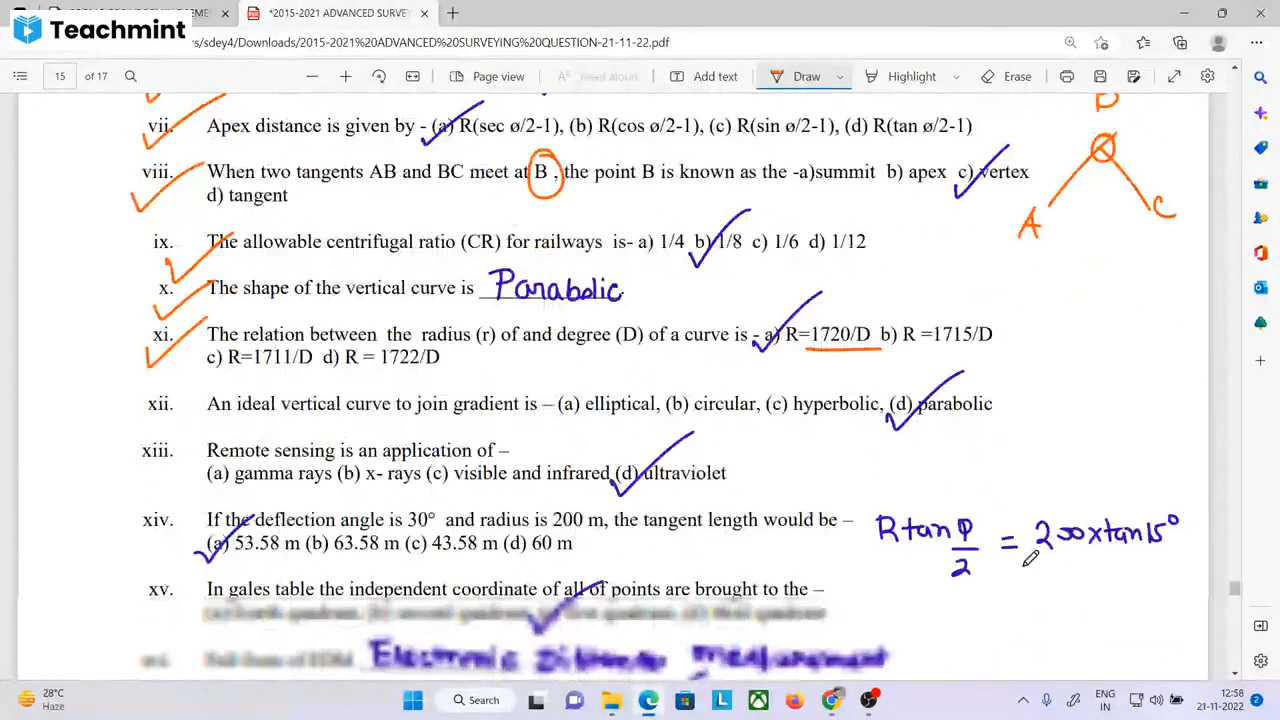 *2015-2021 ADVANCED SURVEY
Teachmint
rs/sdey4/Downloads/2015-2021%20ADVANCED%20SURVEYING%20QUESTION-21-11-22.pdf
15 of 17 Page view Read aloud Add text Draw Highlight Erase
B
vii. Apex distance is given by - (a) R(sec ø/2-1), (b) R(cos ø/2-1), (c) R(sin ø/2-1), (d) R(tan ø/2-1)
viii. When two tangents AB and BC meet at B , the point B is known as the -a)summit b) apex c) vertex
d) tangent
A C
ix. The allowable centrifugal ratio (CR) for railways is- a) 1/4 b) 1/8 c) 1/6 d) 1/12
x. The shape of the vertical curve is Parabolic.
xi. The relation between the radius (r) of and degree (D) of a curve is - a) R=1720/D b) R =1715/D
c) R=1711/D d) R = 1722/D
xii. An ideal vertical curve to join gradient is – (a) elliptical, (b) circular, (c) hyperbolic, (d) parabolic
xiii. Remote sensing is an application of –
(a) gamma rays (b) x- rays (c) visible and infrared (d) ultraviolet
xiv. If the deflection angle is 30° and radius is 200 m, the tangent length would be –
(a) 53.58 m (b) 63.58 m (c) 43.58 m (d) 60 m
R tan φ/2 = 200 x tan 15°
xv. In gales table the independent coordinate of all of points are brought to the –
Electronic Distance measurement
28°C
Haze
Search
ENG
IN
12:58
21-11-2022